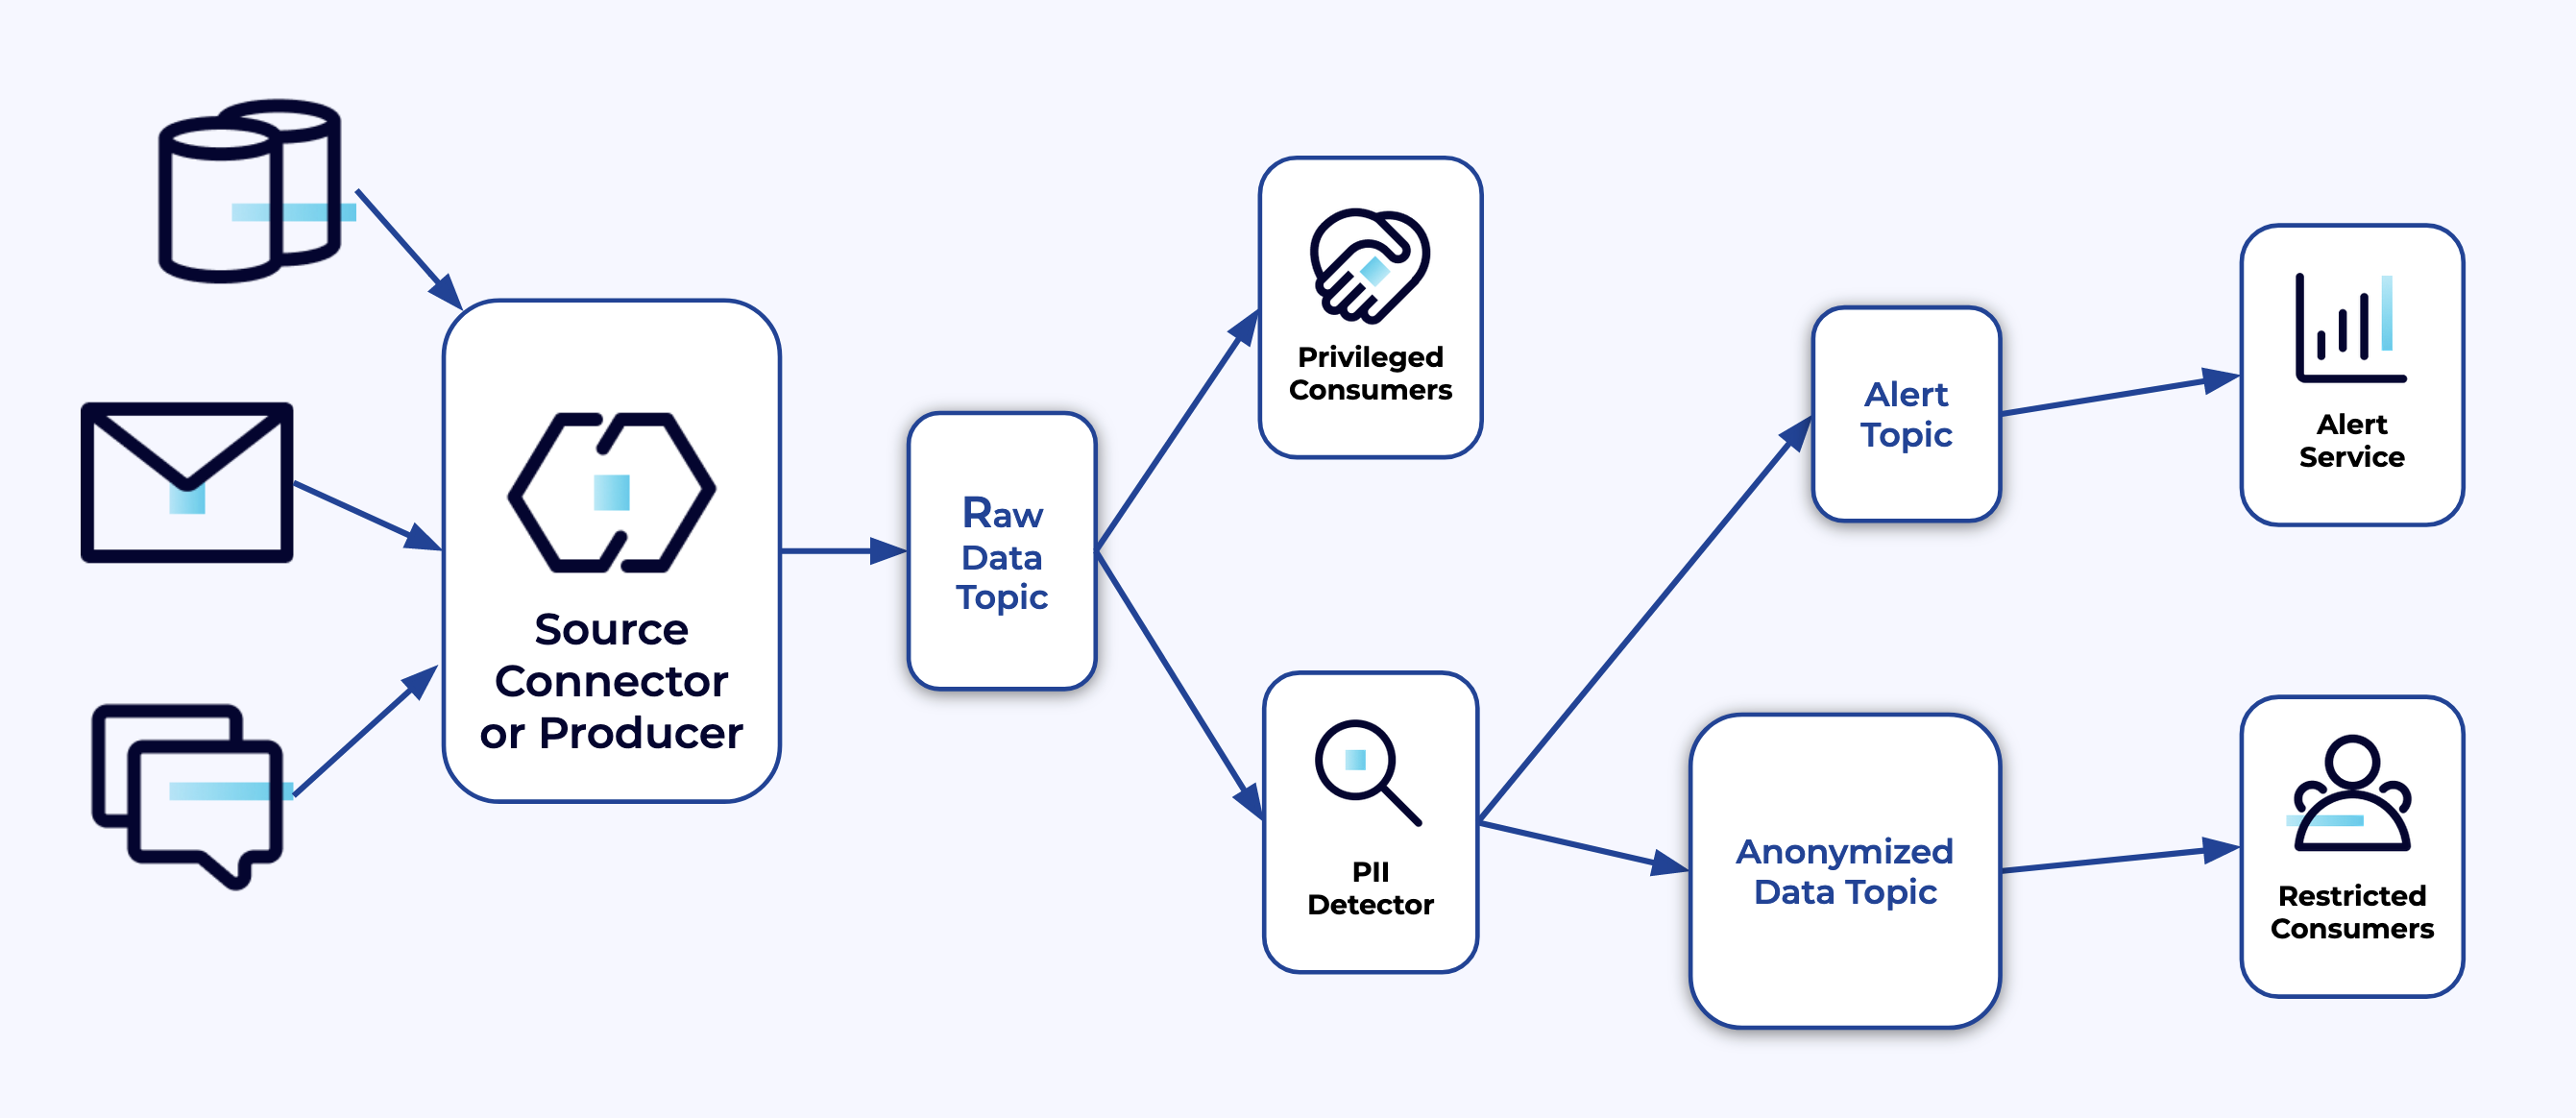 Source
Connector
or Producer
Raw
Data
Topic
Privileged
Consumers
PII
Detector
Alert
Topic
Anonymized
Data Topic
Alert
Service
Restricted
Consumers